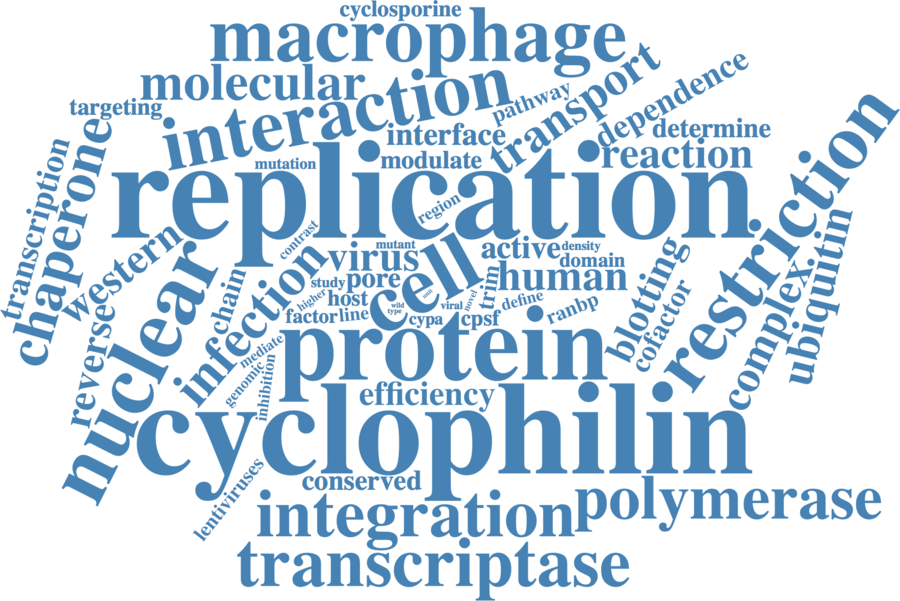 cyclosporine
macrophage
molecular
targeting
interaction
pathway
transport
dependence
interface
determine
modulate
reaction
mutation
replication
region
restriction
transcription
chaperone
western
contrast
virus
mutant
cell
active
density
domain
human
study
pore
higher
host
wild
type
unit
viral
novel
trim
define
ranbp
factor
line
cypa
cpsf
blotting
cofactor
complex
ubiquitin
nuclear
reverse
chain
infection
mediate
genomic
inhibition
protein
efficiency
cyclophilin
conserved
lentiviruses
integration
polymerase
transcriptase